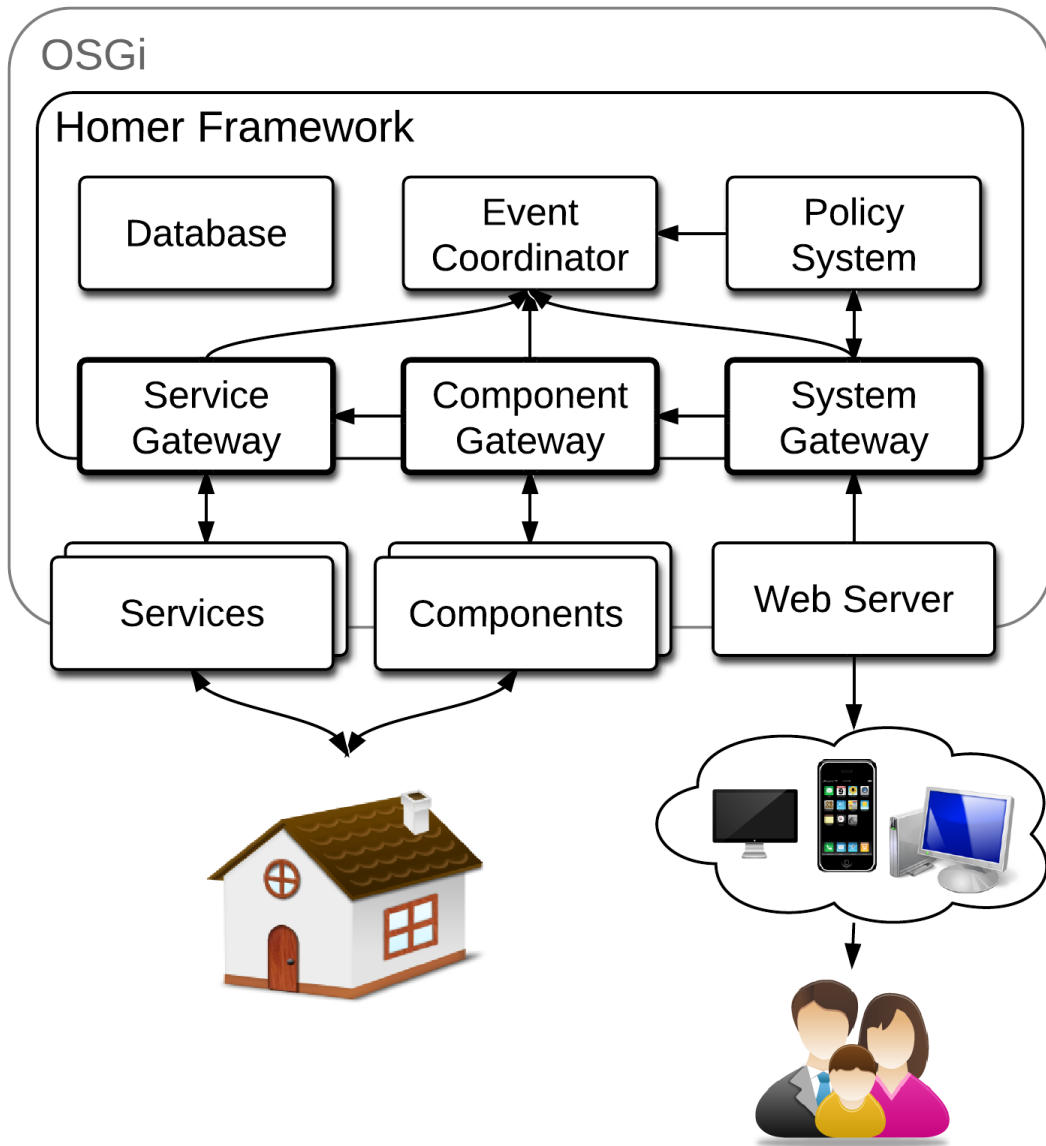 OSGi
Homer Framework
Database
Event
Coordinator
Policy
System
Service
Gateway
Component
Gateway
System
Gateway
Services
Components
Web Server